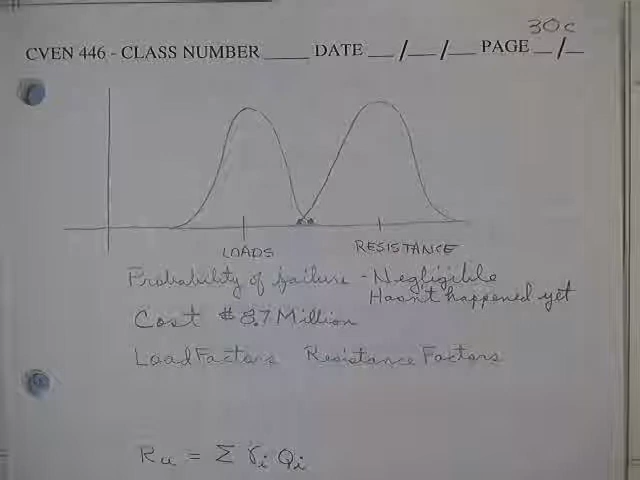 30c
CVEN 446 - CLASS NUMBER _____ DATE __/__/__ PAGE __/__
LOADS RESISTANCE
Probability of failure - Negligible
Hasn't happened yet
Cost $8.7 Million
Load Factors Resistance Factors
Ru = Σ γi Qi